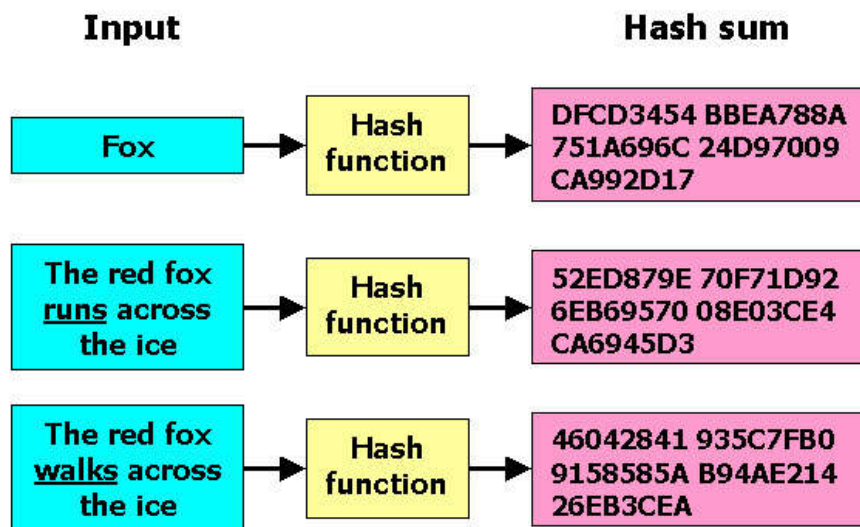 Input
Hash sum
Fox
Hash
function
DFCD3454 BBEA788A
751A696C 24D97009
CA992D17
The red fox
runs across
the ice
Hash
function
52ED879E 70F71D92
6EB69570 08E03CE4
CA6945D3
The red fox
walks across
the ice
Hash
function
46042841 935C7FB0
9158585A B94AE214
26EB3CEA